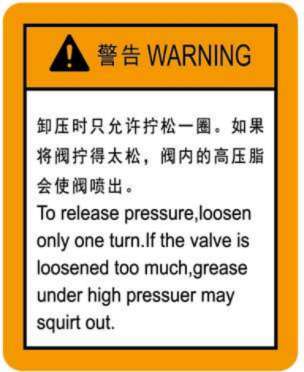 警告 WARNING
卸压时只允许拧松一圈。如果
将阀拧得太松，阀内的高压脂
会使阀喷出。
To release pressure,loosen
only one turn.If the valve is
loosened too much,grease
under high pressuer may
squirt out.